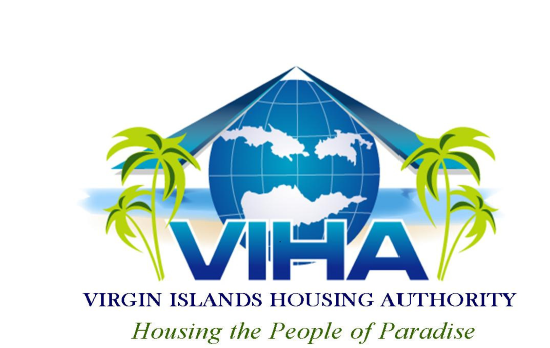 VIHA
VIRGIN ISLANDS HOUSING AUTHORITY
Housing the People of Paradise